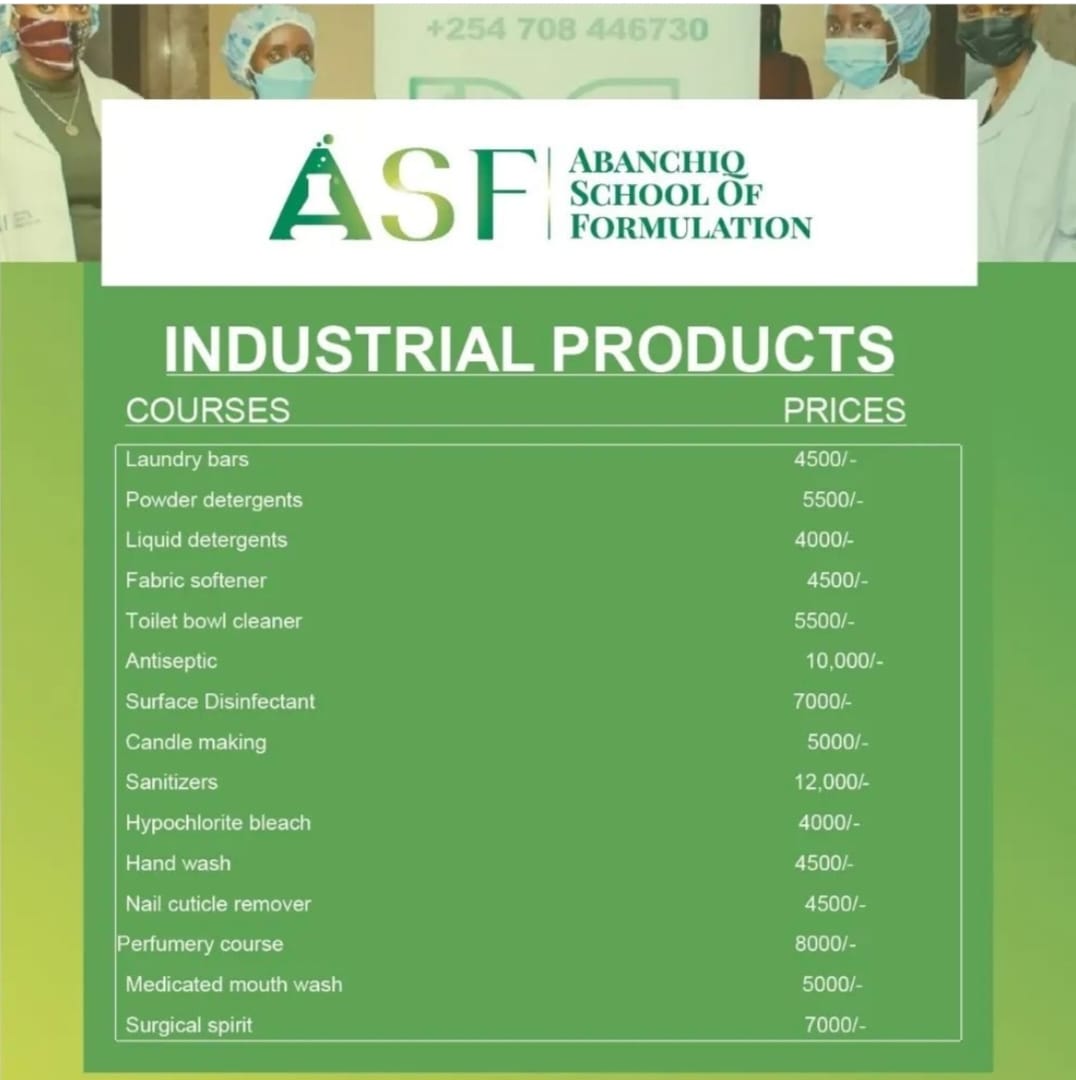 +254 708 446730
ASF
ABANCHIQ
SCHOOL OF
FORMULATION
INDUSTRIAL PRODUCTS
COURSES PRICES
Laundry bars 4500/-
Powder detergents 5500/-
Liquid detergents 4000/-
Fabric softener 4500/-
Toilet bowl cleaner 5500/-
Antiseptic 10,000/-
Surface Disinfectant 7000/-
Candle making 5000/-
Sanitizers 12,000/-
Hypochlorite bleach 4000/-
Hand wash 4500/-
Nail cuticle remover 4500/-
Perfumery course 8000/-
Medicated mouth wash 5000/-
Surgical spirit 7000/-